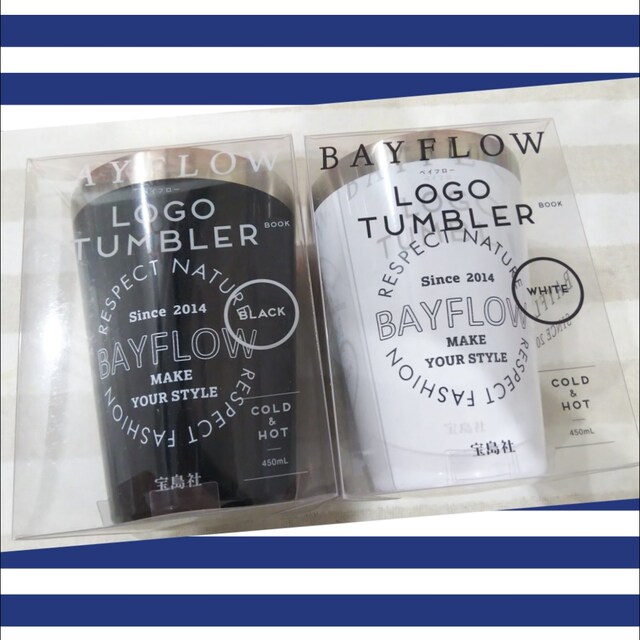 BAYFLOW
ベイフロー
LOGO
TUMBLER
BOOK
RESPECT NATURE
Since 2014
BLACK
BAYFLOW
MAKE
YOUR STYLE
RESPECT FASHION
COLD
&
HOT
450mL
宝島社
BAYFLOW
ベイフロー
LOGO
TUMBLER
BOOK
RESPECT NATURE
Since 2014
WHITE
BAYFLOW
MAKE
YOUR STYLE
RESPECT FASHION
COLD
&
HOT
450mL
宝島社